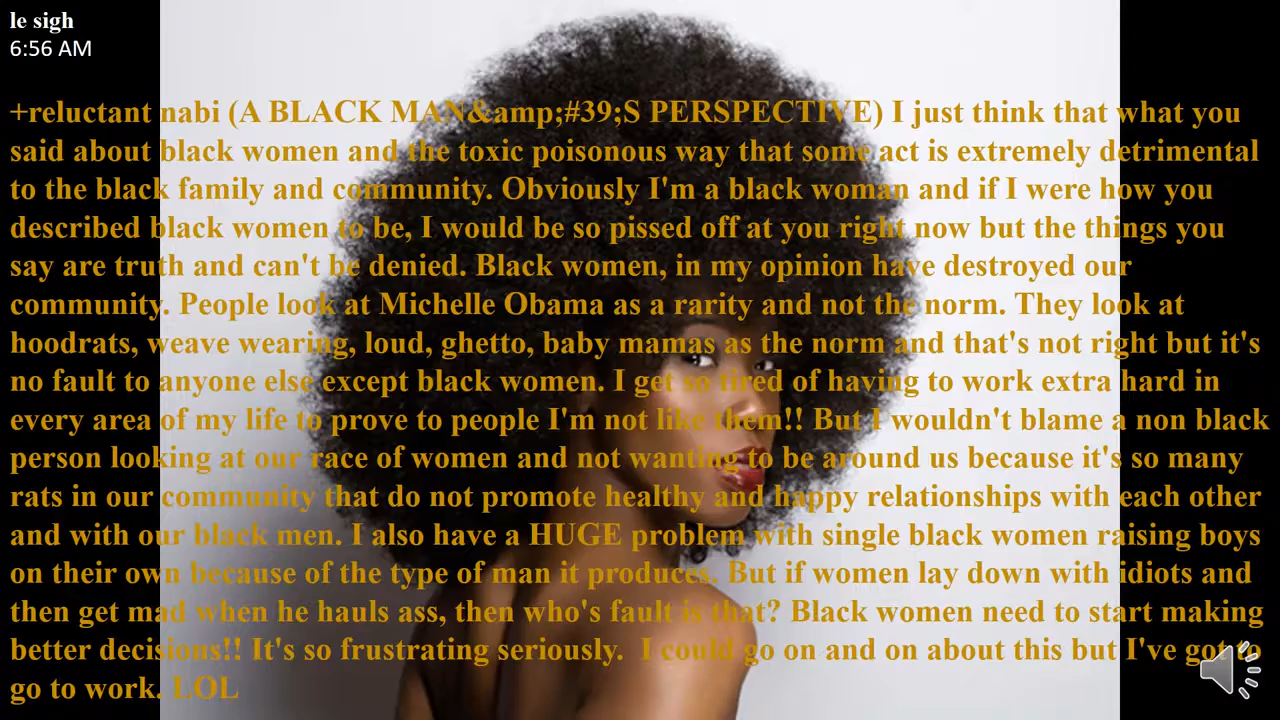 le sigh
6:56 AM
+reluctant nabi (A BLACK MAN&amp;#39;S PERSPECTIVE) I just think that what you
said about black women and the toxic poisonous way that some act is extremely detrimental
to the black family and community. Obviously I'm a black woman and if I were how you
described black women to be, I would be so pissed off at you right now but the things you
say are truth and can't be denied. Black women, in my opinion have destroyed our
community. People look at Michelle Obama as a rarity and not the norm. They look at
hoodrats, weave wearing, loud, ghetto, baby mamas as the norm and that's not right but it's
no fault to anyone else except black women. I get so tired of having to work extra hard in
every area of my life to prove to people I'm not like them!! But I wouldn't blame a non black
person looking at our race of women and not wanting to be around us because it's so many
rats in our community that do not promote healthy and happy relationships with each other
and with our black men. I also have a HUGE problem with single black women raising boys
on their own because of the type of man it produces. But if women lay down with idiots and
then get mad when he hauls ass, then who's fault is that? Black women need to start making
better decisions!! It's so frustrating seriously.  I could go on and on about this but I've got to
go to work. LOL